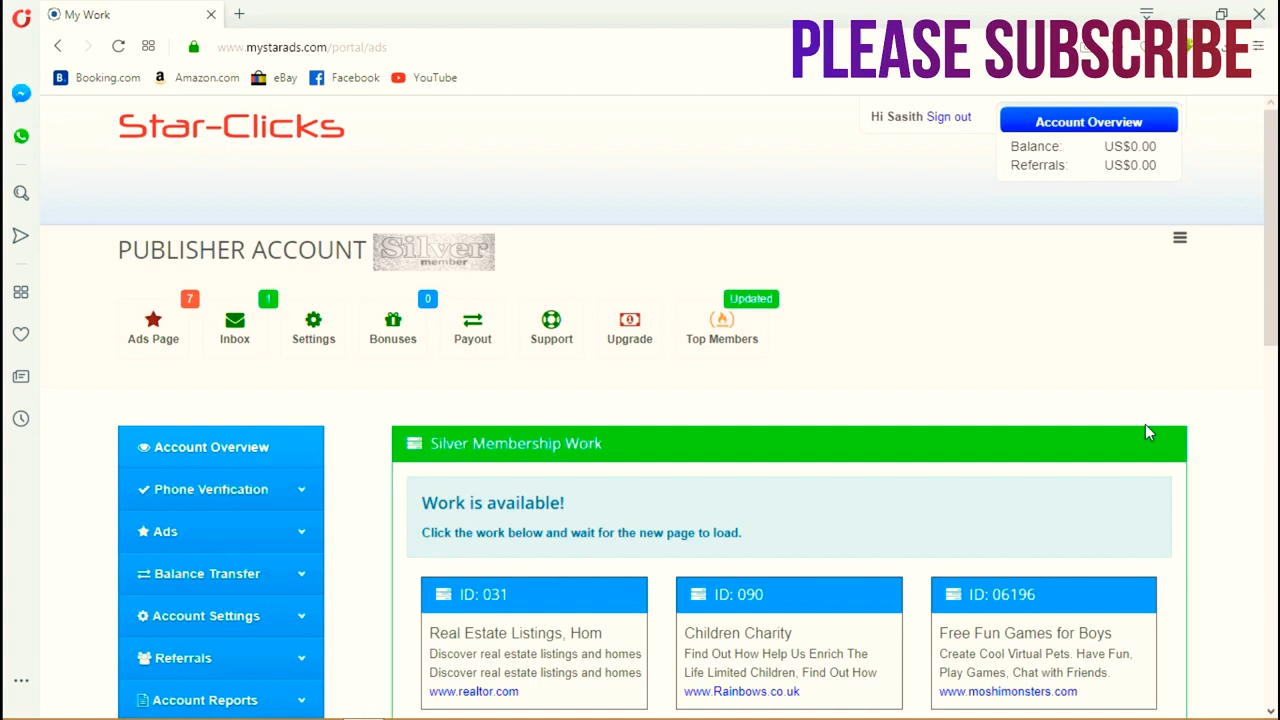 My Work
PLEASE SUBSCRIBE
www.mystarads.com/portal/ads
Booking.com
Amazon.com
eBay
Facebook
YouTube
Star-Clicks
Hi Sasith Sign out
Account Overview
Balance: US$0.00
Referrals: US$0.00
PUBLISHER ACCOUNT Silver member
7
1
0
Updated
Ads Page
Inbox
Settings
Bonuses
Payout
Support
Upgrade
Top Members
Account Overview
Phone Verification
Ads
Balance Transfer
Account Settings
Referrals
Account Reports
Silver Membership Work
Work is available!
Click the work below and wait for the new page to load.
ID: 031
Real Estate Listings, Hom
Discover real estate listings and homes
Discover real estate listings and homes
www.realtor.com
ID: 090
Children Charity
Find Out How Help Us Enrich The
Life Limited Children, Find Out How
www.Rainbows.co.uk
ID: 06196
Free Fun Games for Boys
Create Cool Virtual Pets. Have Fun,
Play Games, Chat with Friends.
www.moshimonsters.com